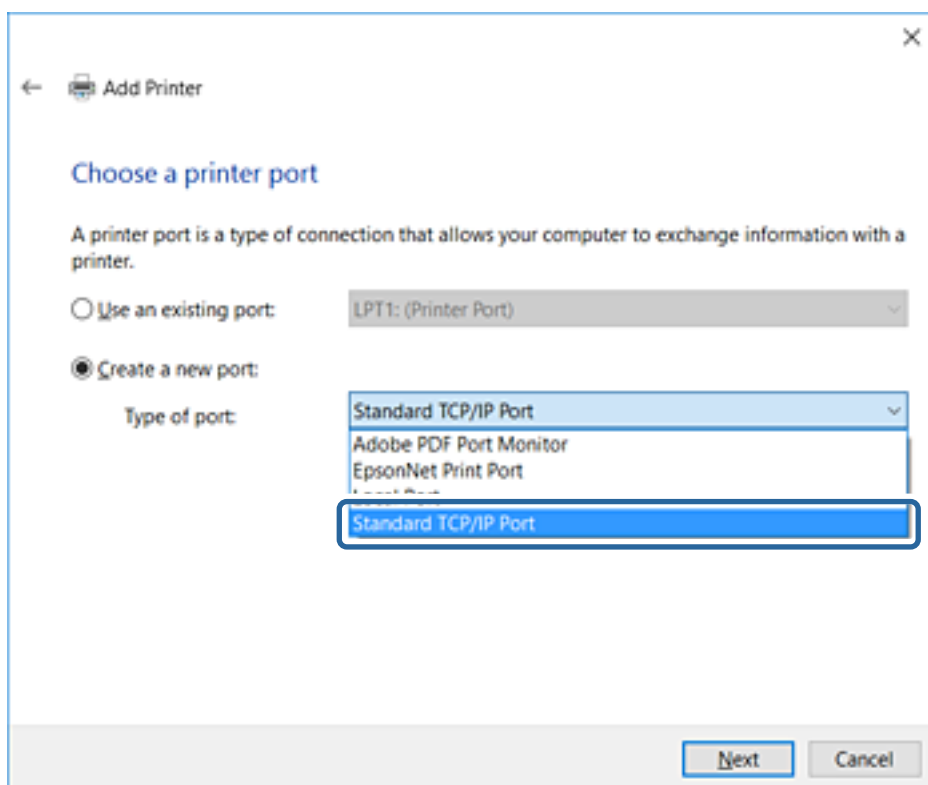 Add Printer
Choose a printer port
A printer port is a type of connection that allows your computer to exchange information with a
printer.
Use an existing port:
LPT1: (Printer Port)
Create a new port:
Type of port:
Standard TCP/IP Port
Adobe PDF Port Monitor
EpsonNet Print Port
Local Port
Standard TCP/IP Port
Next
Cancel